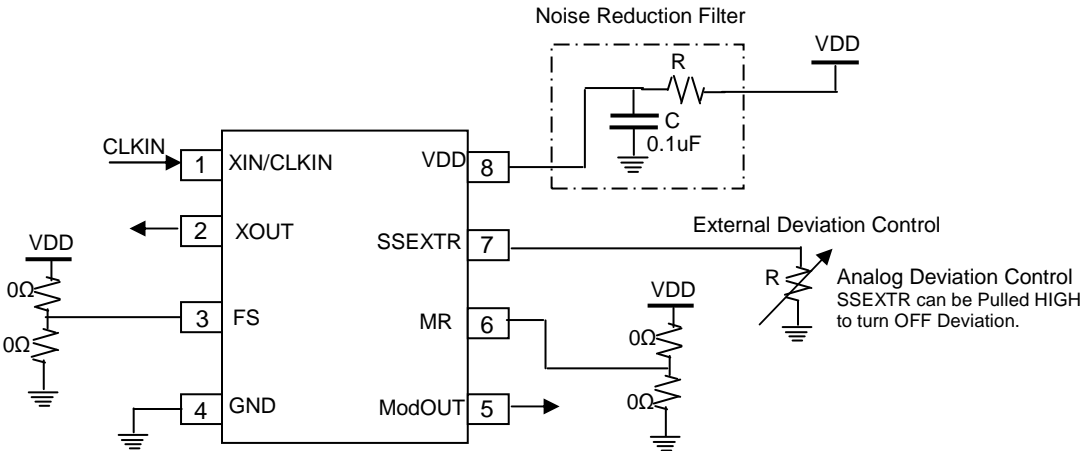 Noise Reduction Filter
VDD
R
C
0.1uF
CLKIN
1 XIN/CLKIN
VDD 8
2 XOUT
External Deviation Control
SSEXTR 7
VDD
R
Analog Deviation Control
SSEXTR can be Pulled HIGH
to turn OFF Deviation.
0Ω
VDD
3 FS
MR 6
0Ω
0Ω
4 GND
ModOUT 5
0Ω